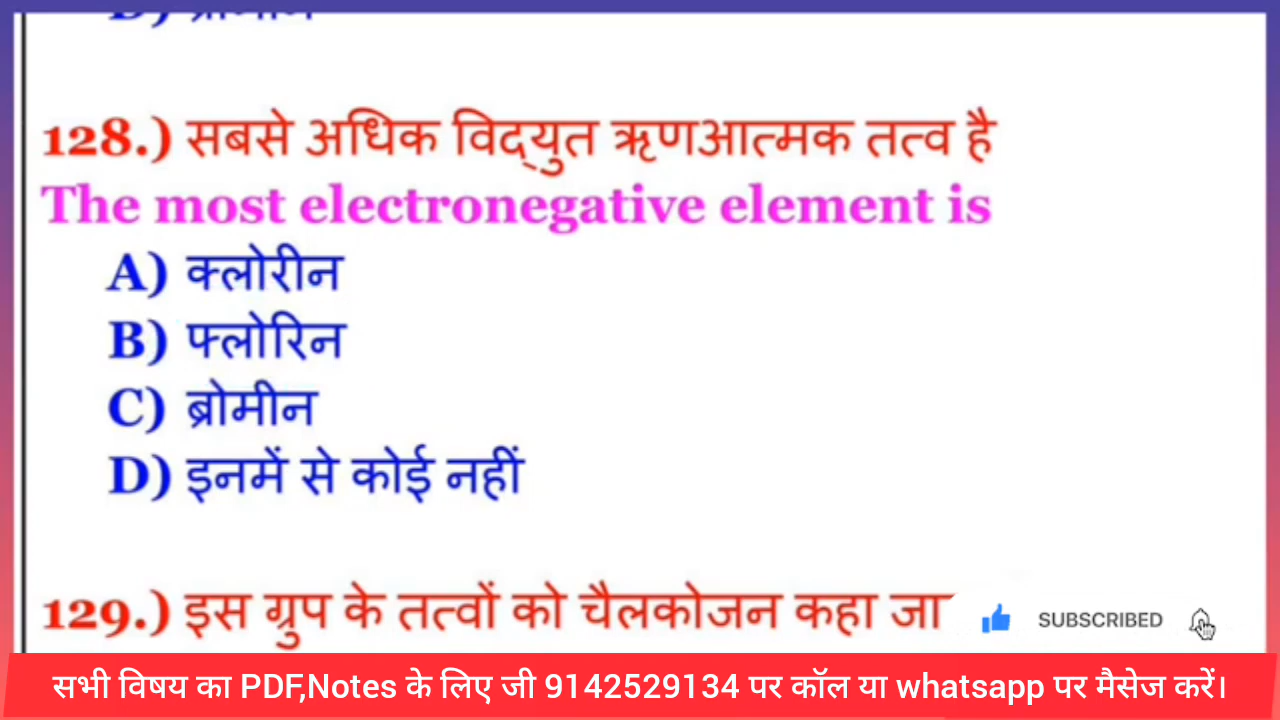 128.) सबसे अधिक विद्युत ऋणआत्मक तत्व है
The most electronegative element is
A) क्लोरीन
B) फ्लोरिन
C) ब्रोमीन
D) इनमें से कोई नहीं
129.) इस ग्रुप के तत्वों को चैलकोजन कहा जा
SUBSCRIBED
सभी विषय का PDF,Notes के लिए जी 9142529134 पर कॉल या whatsapp पर मैसेज करें।